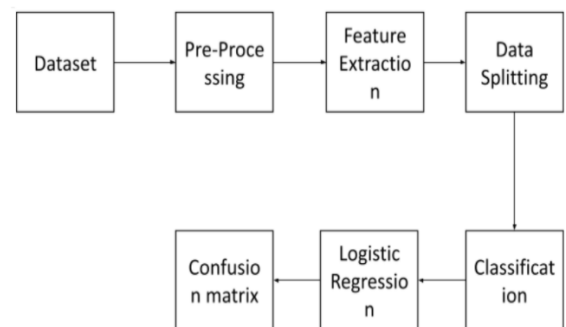 Dataset
Pre-Proce
ssing
Feature
Extractio
n
Data
Splitting
Confusio
n matrix
Logistic
Regressio
n
Classificat
ion